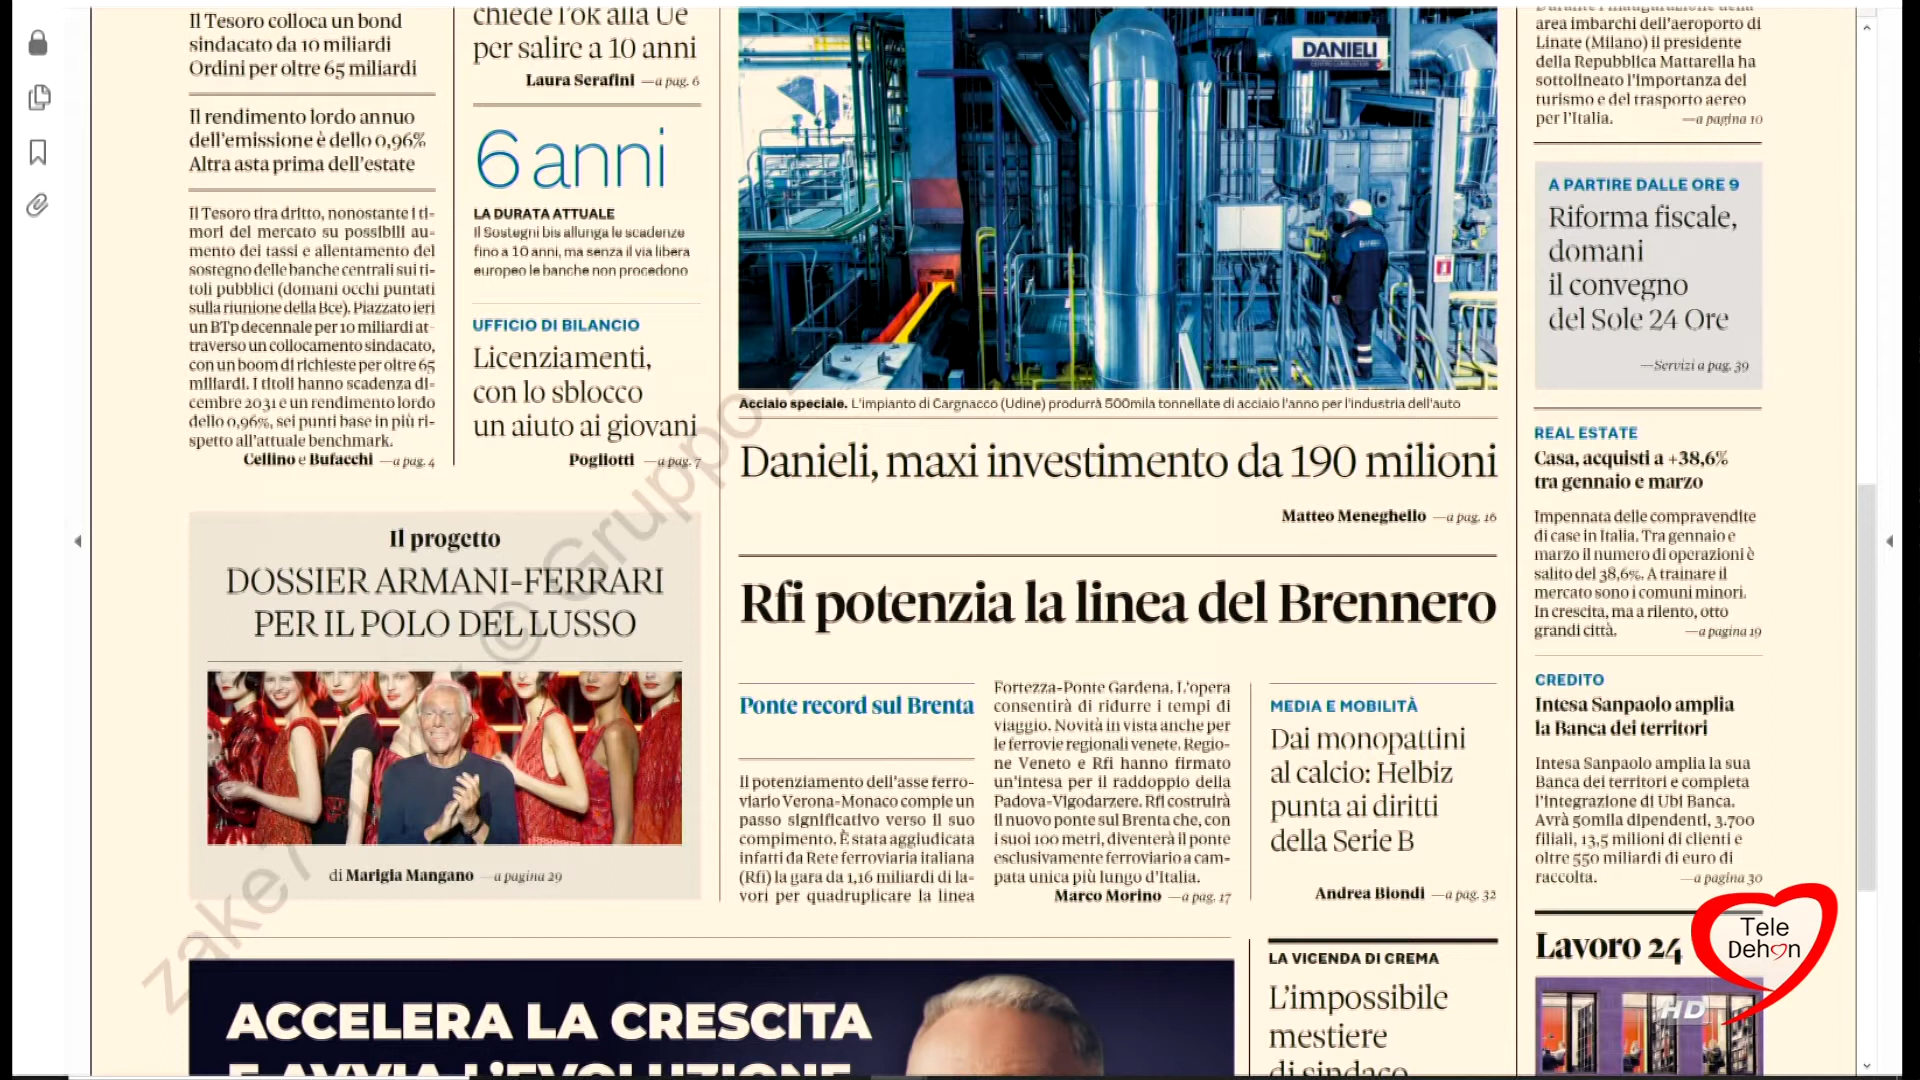 Il Tesoro colloca un bond
sindacato da 10 miliardi
Ordini per oltre 65 miliardi
Il rendimento lordo annuo
dell'emissione è dello 0,96%
Altra asta prima dell'estate
Il Tesoro tira dritto, nonostante i ti-
mori del mercato su possibili au-
mento dei tassi e allentamento del
sostegno delle banche centrali sui ti-
toli pubblici (domani occhi puntati
sulla riunione della Bce). Piazzato ieri
un BTp decennale per 10 miliardi at-
traverso un collocamento sindacato,
con un boom di richieste per oltre 65
miliardi. I titoli hanno scadenza di-
cembre 2031 e un rendimento lordo
dello 0,96%, sei punti base in più ri-
spetto all'attuale benchmark.
Cellino e Bufacchi —a pag. 4
chiede l'ok alla Ue
per salire a 10 anni
Laura Serafini —a pag. 6
6 anni
LA DURATA ATTUALE
Il Sostegni bis allunga le scadenze
fino a 10 anni, ma senza il via libera
europeo le banche non procedono
UFFICIO DI BILANCIO
Licenziamenti,
con lo sblocco
un aiuto ai giovani
Pogliotti —a pag. 7
Il progetto
DOSSIER ARMANI-FERRARI
PER IL POLO DEL LUSSO
di Marigia Mangano —a pagina 29
DANIELI
Acciaio speciale. L'impianto di Cargnacco (Udine) produrrà 500mila tonnellate di acciaio l'anno per l'industria dell'auto
Danieli, maxi investimento da 190 milioni
Matteo Meneghello —a pag. 16
Rfi potenzia la linea del Brennero
Ponte record sul Brenta
Il potenziamento dell'asse ferro-
viario Verona-Monaco compie un
passo significativo verso il suo
compimento. È stata aggiudicata
infatti da Rete ferroviaria italiana
(Rfi) la gara da 1,16 miliardi di la-
vori per quadruplicare la linea
Fortezza-Ponte Gardena. L'opera
consentirà di ridurre i tempi di
viaggio. Novità in vista anche per
le ferrovie regionali venete. Regio-
ne Veneto e Rfi hanno firmato
un'intesa per il raddoppio della
Padova-Vigodarzere. Rfi costruirà
il nuovo ponte sul Brenta che, con
i suoi 100 metri, diventerà il ponte
esclusivamente ferroviario a cam-
pata unica più lungo d'Italia.
Marco Morino —a pag. 17
MEDIA E MOBILITÀ
Dai monopattini
al calcio: Helbiz
punta ai diritti
della Serie B
Andrea Biondi —a pag. 32
LA VICENDA DI CREMA
L'impossibile
mestiere
di sindaco
area imbarchi dell'aeroporto di
Linate (Milano) il presidente
della Repubblica Mattarella ha
sottolineato l'importanza del
turismo e del trasporto aereo
per l'Italia. —a pagina 10
A PARTIRE DALLE ORE 9
Riforma fiscale,
domani
il convegno
del Sole 24 Ore
—Servizi a pag. 39
REAL ESTATE
Casa, acquisti a +38,6%
tra gennaio e marzo
Impennata delle compravendite
di case in Italia. Tra gennaio e
marzo il numero di operazioni è
salito del 38,6%. A trainare il
mercato sono i comuni minori.
In crescita, ma a rilento, otto
grandi città. —a pagina 19
CREDITO
Intesa Sanpaolo amplia
la Banca dei territori
Intesa Sanpaolo amplia la sua
Banca dei territori e completa
l'integrazione di Ubi Banca.
Avrà 50mila dipendenti, 3.700
filiali, 13,5 milioni di clienti e
oltre 550 miliardi di euro di
raccolta. —a pagina 30
Lavoro 24
Tele
Dehon
HD
ACCELERA LA CRESCITA
E AVVIA L'EVOLUZIONE
© Gruppo